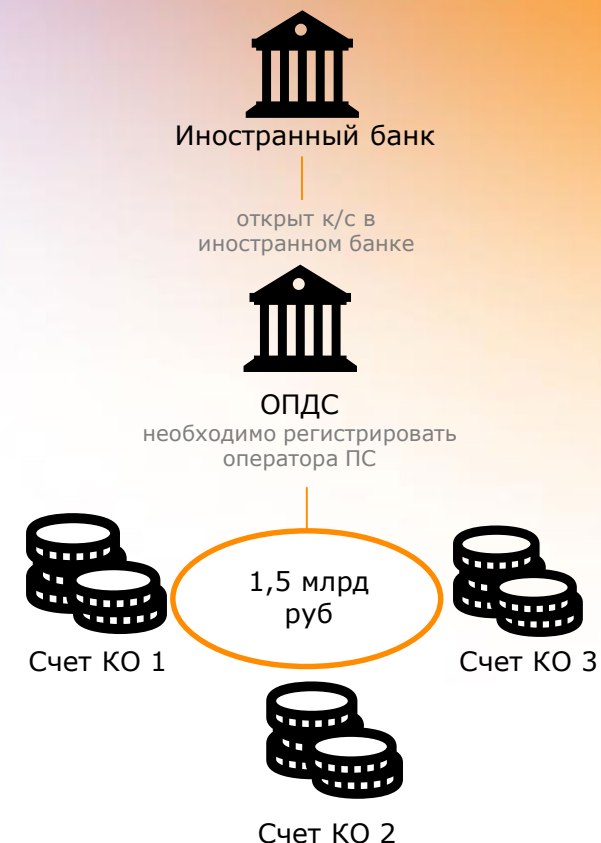 Иностранный банк
открыт к/с в
иностранном банке
ОПДС
необходимо регистрировать
оператора ПС
1,5 млрд
руб
Счет КО 1
Счет КО 3
Счет КО 2